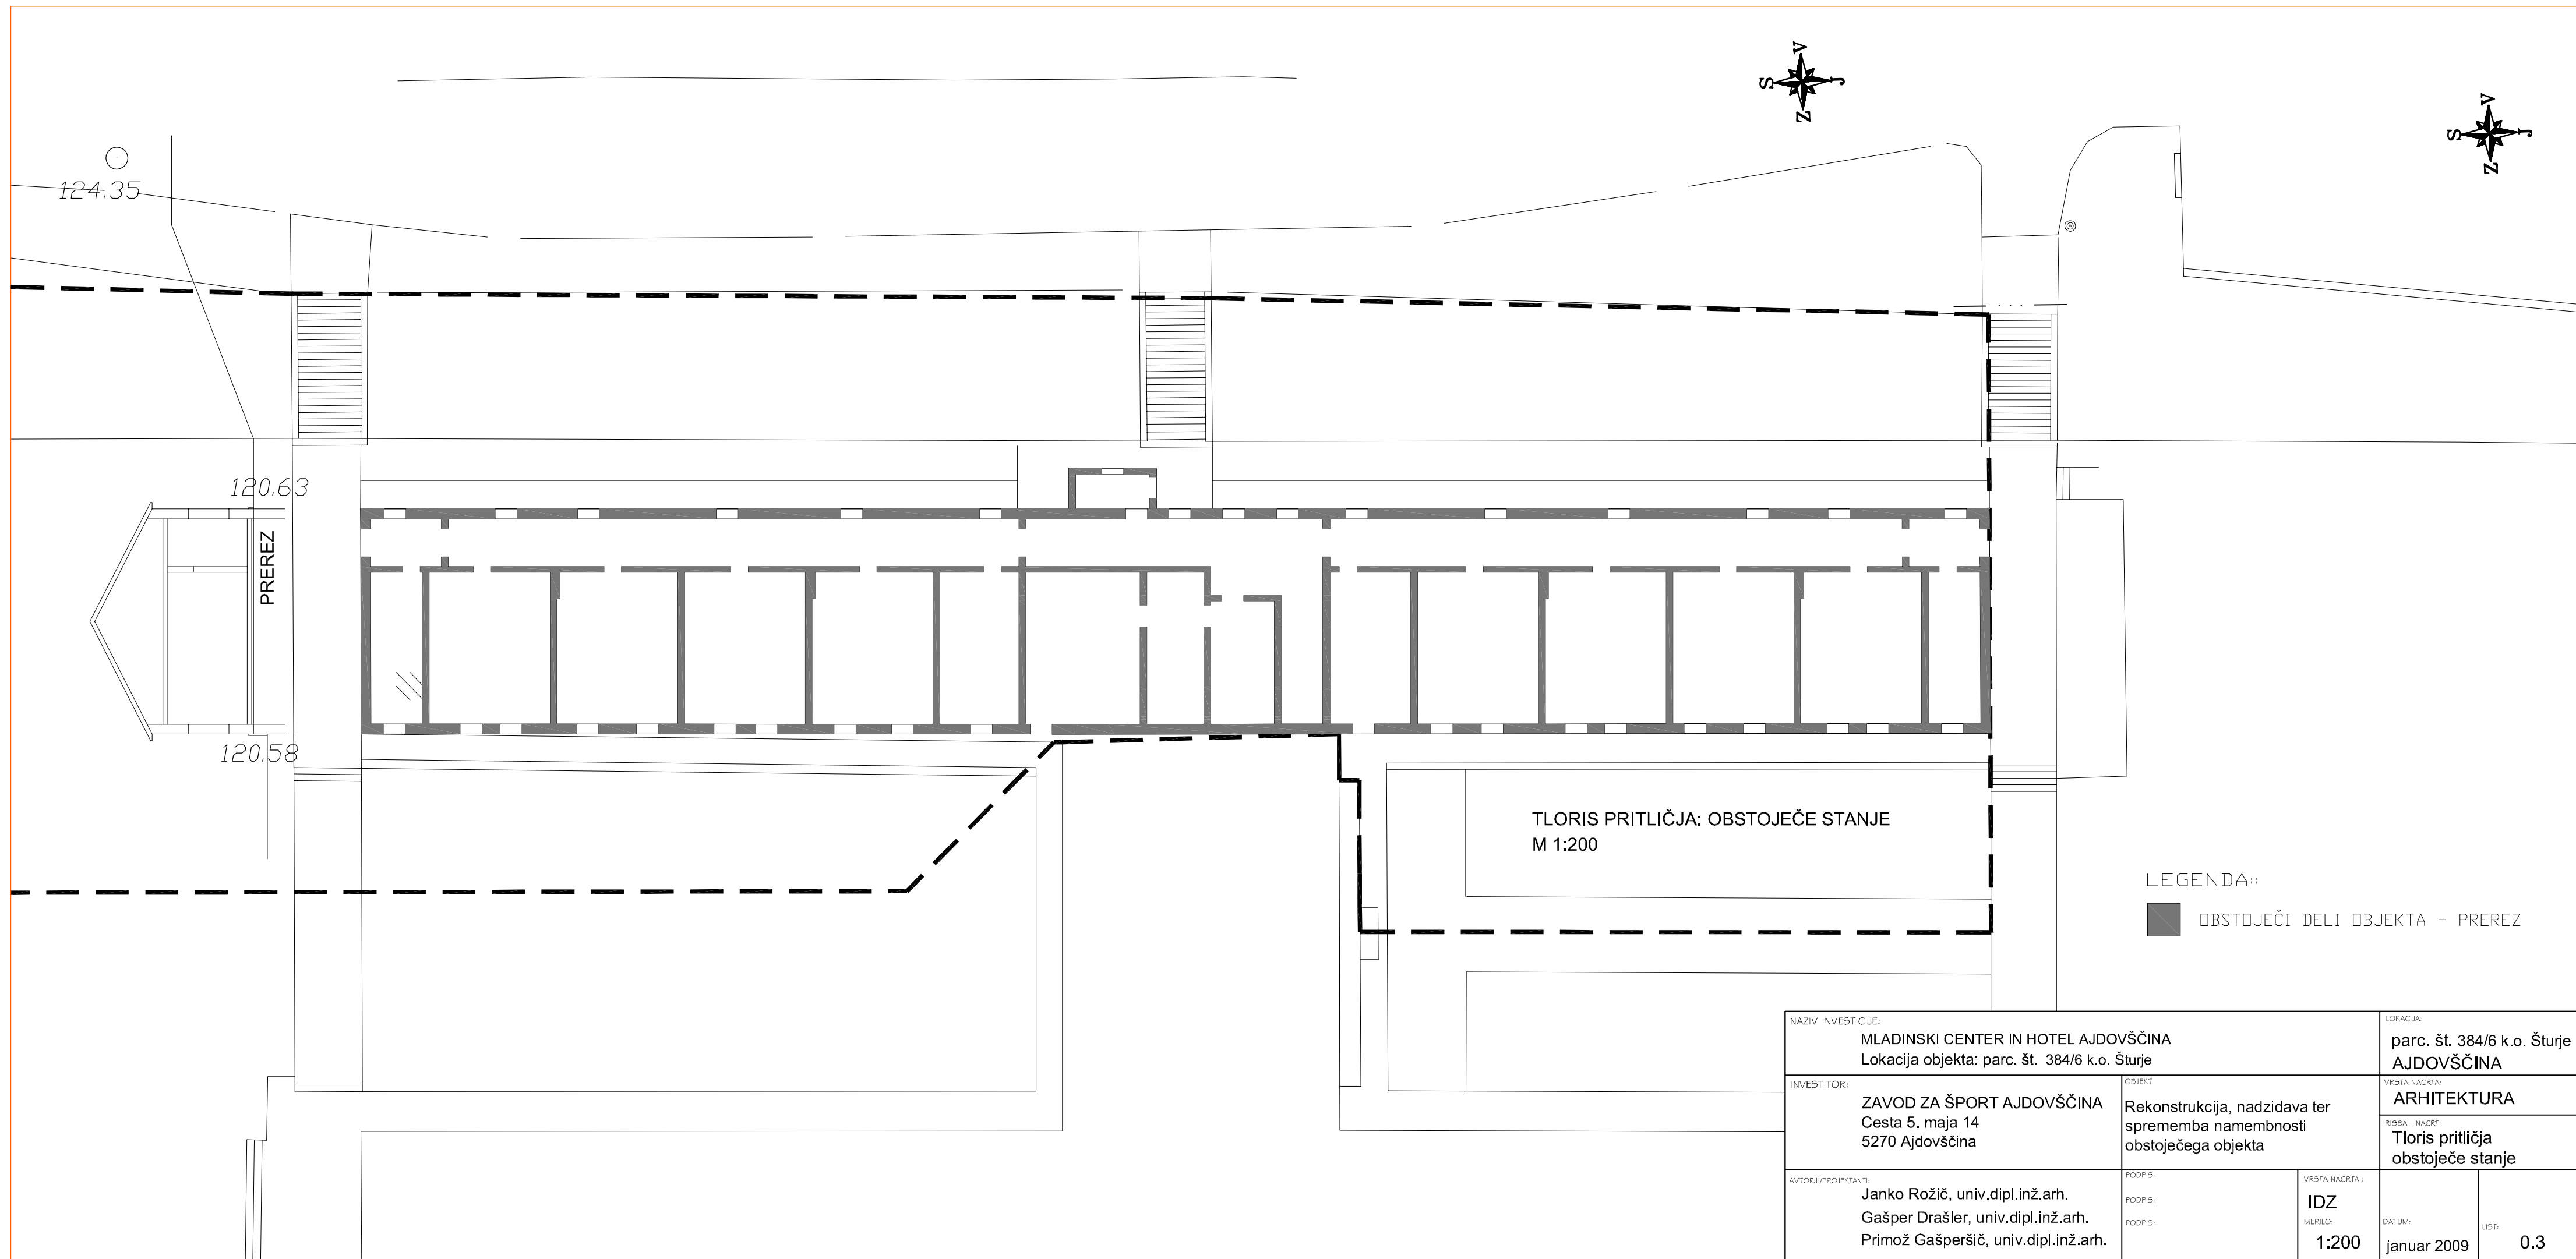 V
S
J
Z
V
S
J
Z
124.35
120.63
PREREZ
120.58
TLORIS PRITLIČJA: OBSTOJEČE STANJE
M 1:200
LEGENDA::
OBSTOJEČI DELI OBJEKTA - PREREZ
NAZIV INVESTICIJE:
MLADINSKI CENTER IN HOTEL AJDOVŠČINA
Lokacija objekta: parc. št. 384/6 k.o. Šturje
LOKACIJA:
parc. št. 384/6 k.o. Šturje
AJDOVŠČINA
INVESTITOR:
ZAVOD ZA ŠPORT AJDOVŠČINA
Cesta 5. maja 14
5270 Ajdovščina
OBJEKT
Rekonstrukcija, nadzidava ter
sprememba namembnosti
obstoječega objekta
VRSTA NACRTA:
ARHITEKTURA
RISBA - NACRT:
Tloris pritličja
obstoječe stanje
AVTORJI/PROJEKTANTI:
Janko Rožič, univ.dipl.inž.arh.
Gašper Drašler, univ.dipl.inž.arh.
Primož Gašperšič, univ.dipl.inž.arh.
PODPIS:
PODPIS:
PODPIS:
VRSTA NACRTA.:
IDZ
MERILO:
1:200
DATUM:
januar 2009
LIST:
0.3